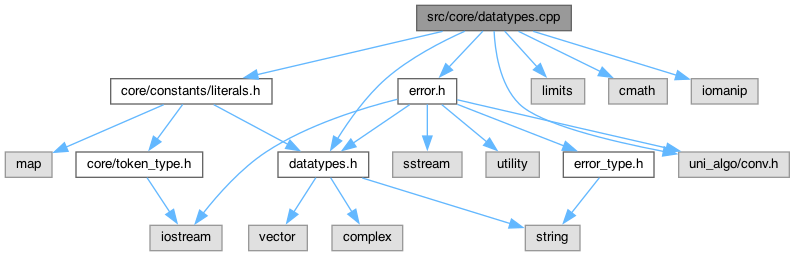 src/core/datatypes.cpp
core/constants/literals.h
error.h
limits
cmath
iomanip
map
core/token_type.h
datatypes.h
sstream
utility
error_type.h
uni_algo/conv.h
iostream
vector
complex
string